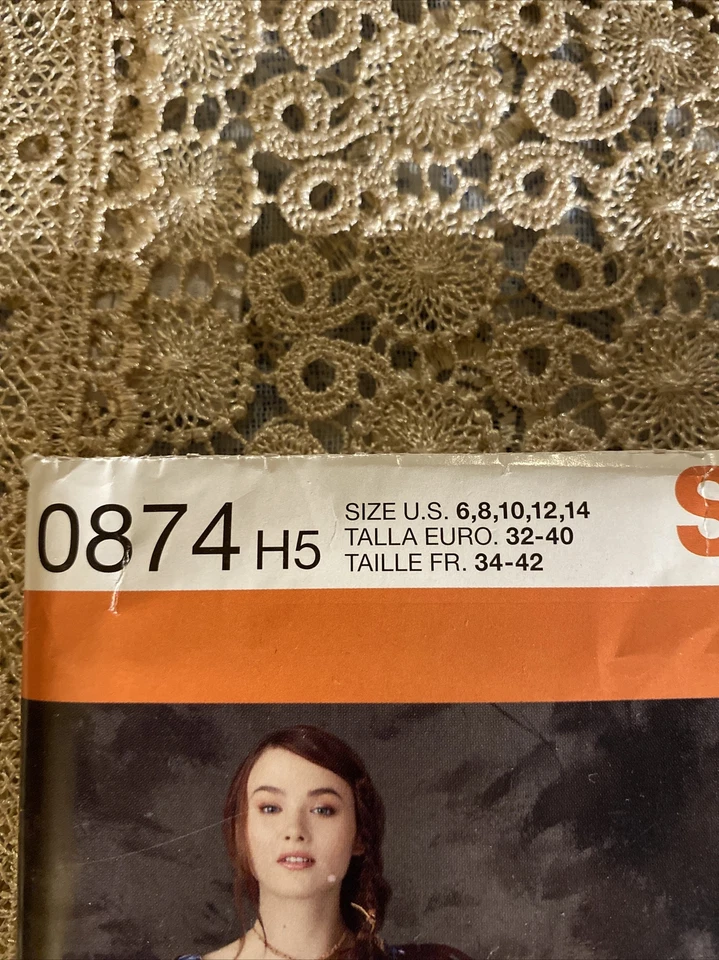 0874 H5
SIZE U.S. 6,8,10,12,14
TALLA EURO. 32-40
TAILLE FR. 34-42
S